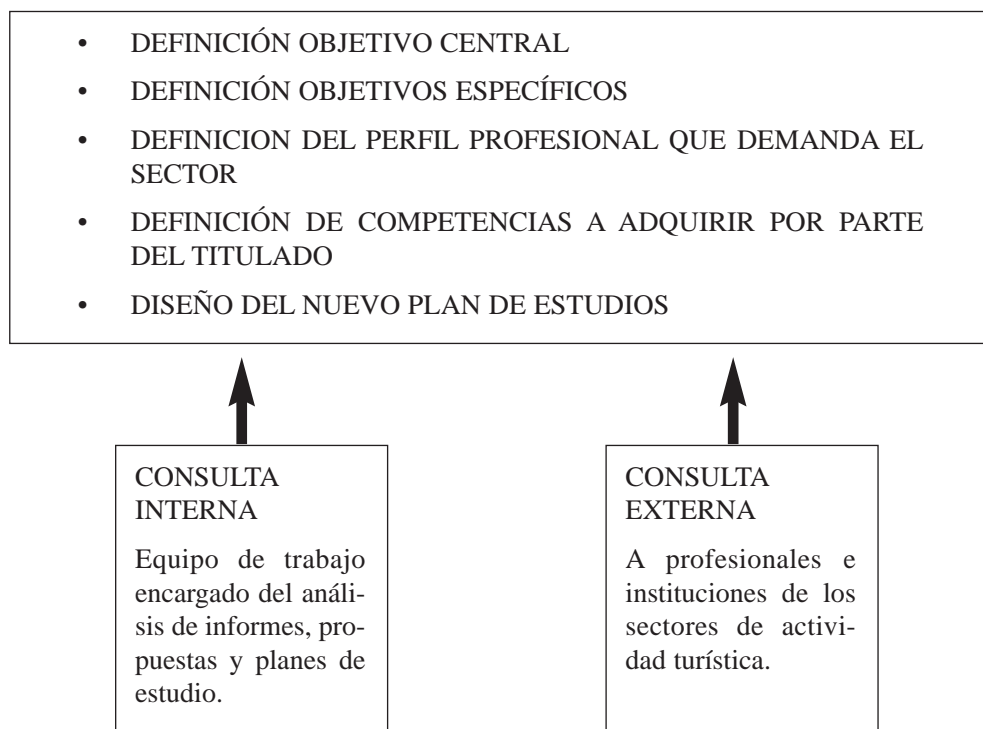 • DEFINICIÓN OBJETIVO CENTRAL
• DEFINICIÓN OBJETIVOS ESPECÍFICOS
• DEFINICION DEL PERFIL PROFESIONAL QUE DEMANDA EL
SECTOR
• DEFINICIÓN DE COMPETENCIAS A ADQUIRIR POR PARTE
DEL TITULADO
• DISEÑO DEL NUEVO PLAN DE ESTUDIOS
CONSULTA
INTERNA
Equipo de trabajo
encargado del análi-
sis de informes, pro-
puestas y planes de
estudio.
CONSULTA
EXTERNA
A profesionales e
instituciones de los
sectores de activi-
dad turística.